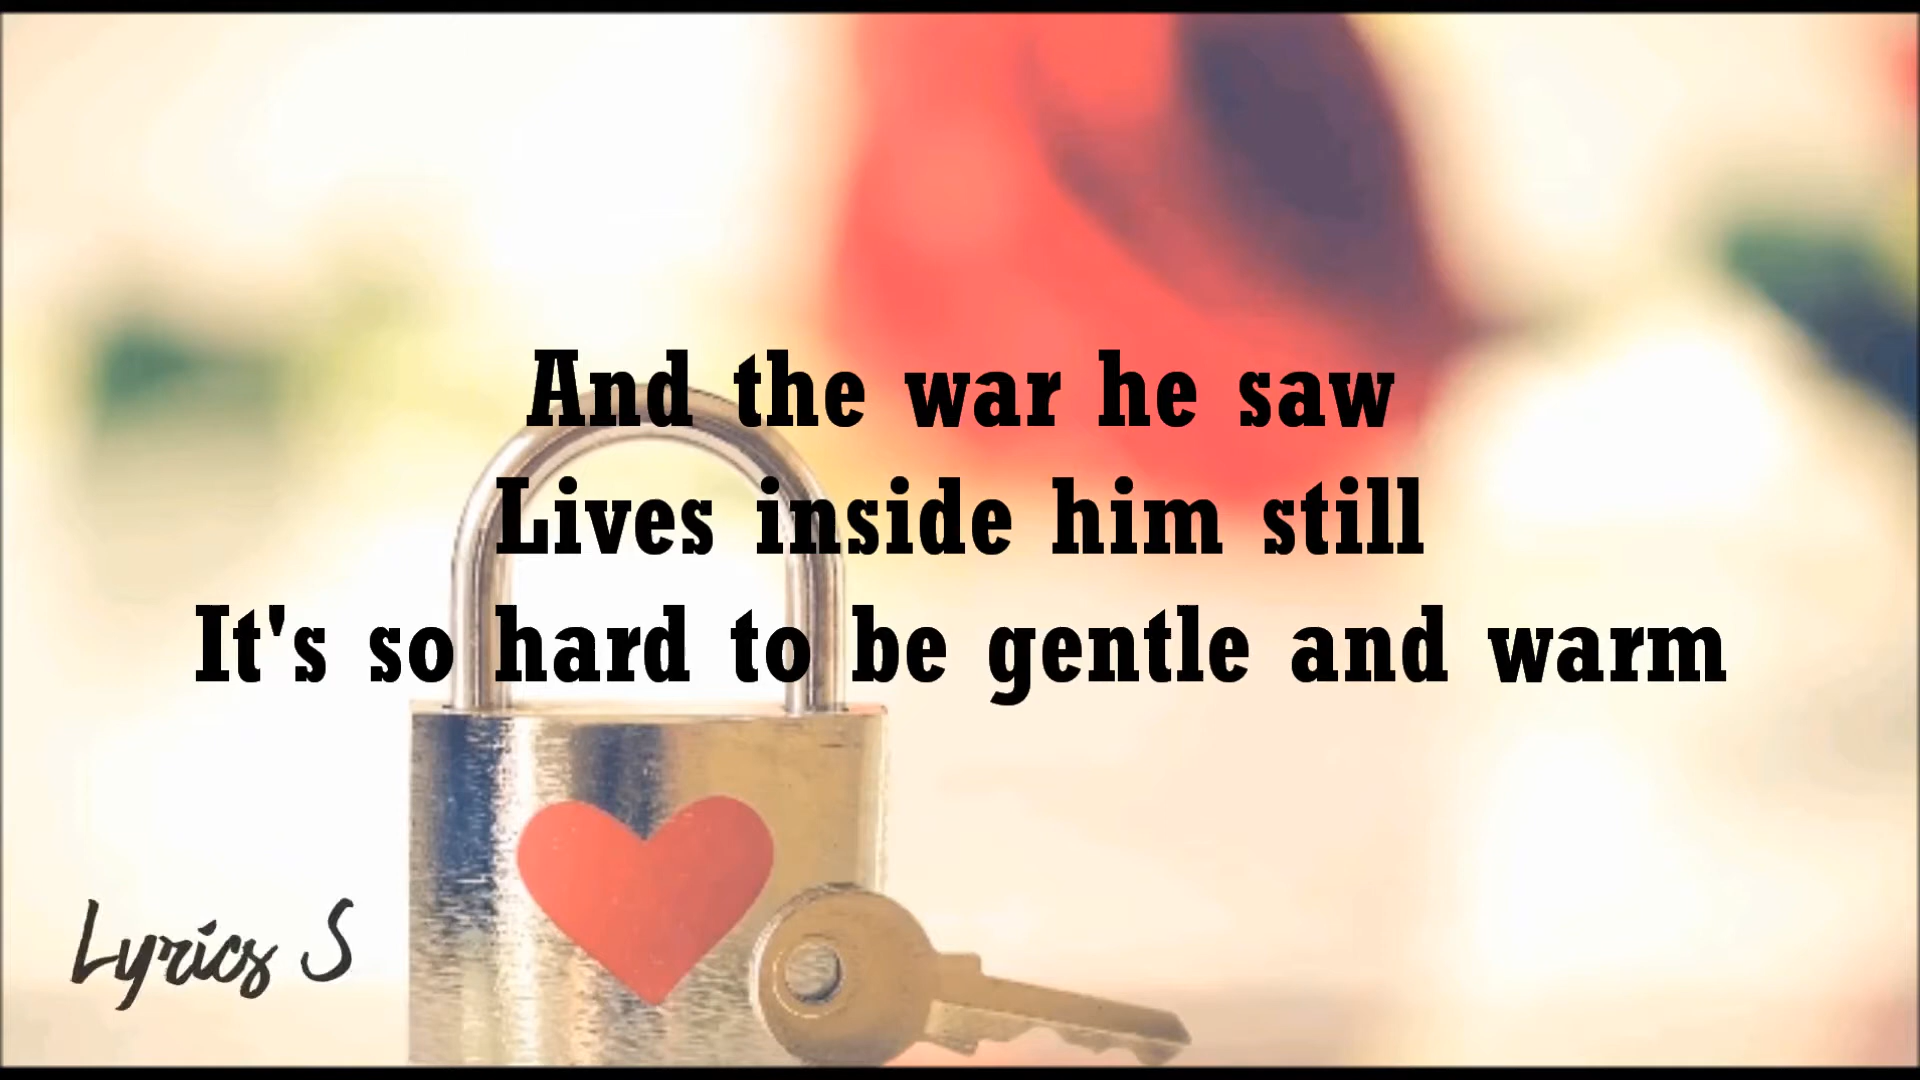 And the war he saw
Lives inside him still
It's so hard to be gentle and warm
Lyrics S